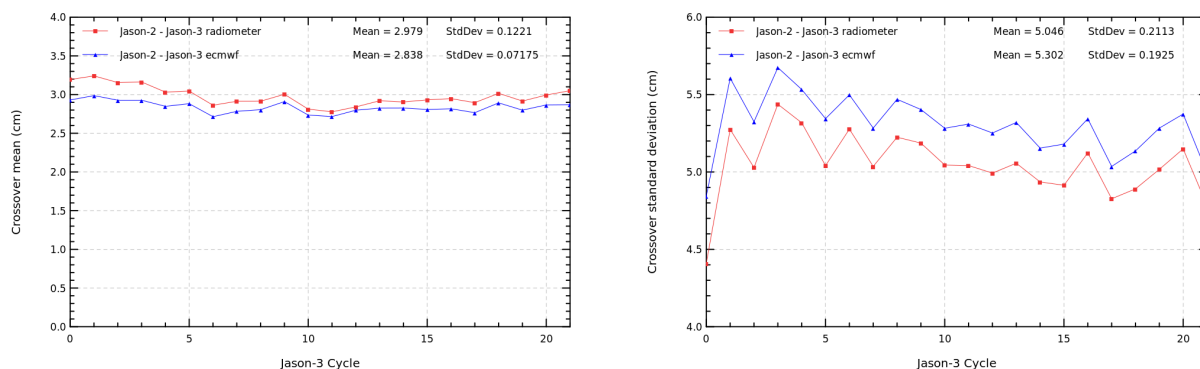 4.0
3.5
3.0
2.5
2.0
1.5
1.0
0.5
0.0
Crossover mean (cm)
Jason-2 - Jason-3 radiometer Mean = 2.979 StdDev = 0.1221
Jason-2 - Jason-3 ecmwf Mean = 2.838 StdDev = 0.07175
0 5 10 15 20
Jason-3 Cycle
6.0
5.5
5.0
4.5
4.0
Crossover standard deviation (cm)
Jason-2 - Jason-3 radiometer Mean = 5.046 StdDev = 0.2113
Jason-2 - Jason-3 ecmwf Mean = 5.302 StdDev = 0.1925
0 5 10 15 20
Jason-3 Cycle